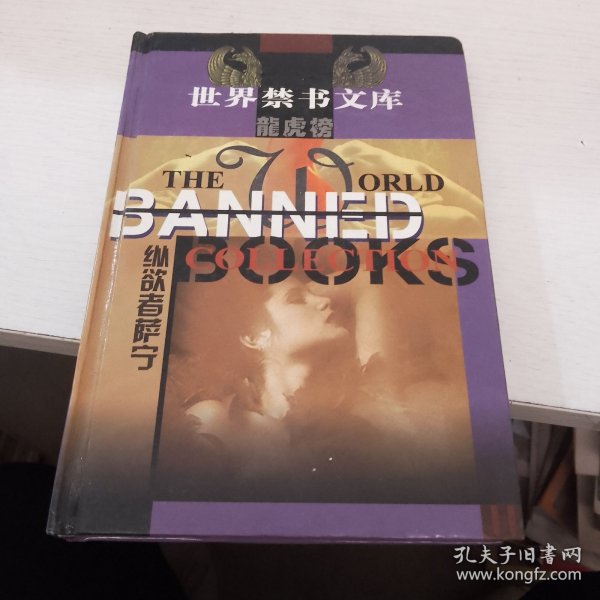 世界禁书文库
龍虎榜
THE WORLD
BANNED
BOOKS
COLLECTION
纵欲者萨宁
孔夫子旧书网
www.kongfz.com